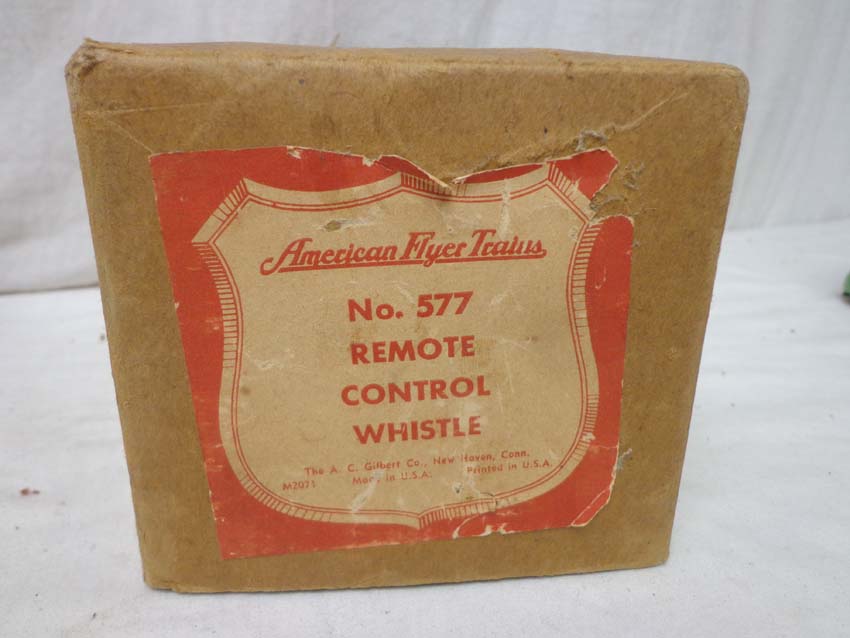 American Flyer Trains
No. 577
REMOTE
CONTROL
WHISTLE
The A. C. Gilbert Co., New Haven, Conn.
M2071 Made in U.S.A. Printed in U.S.A.